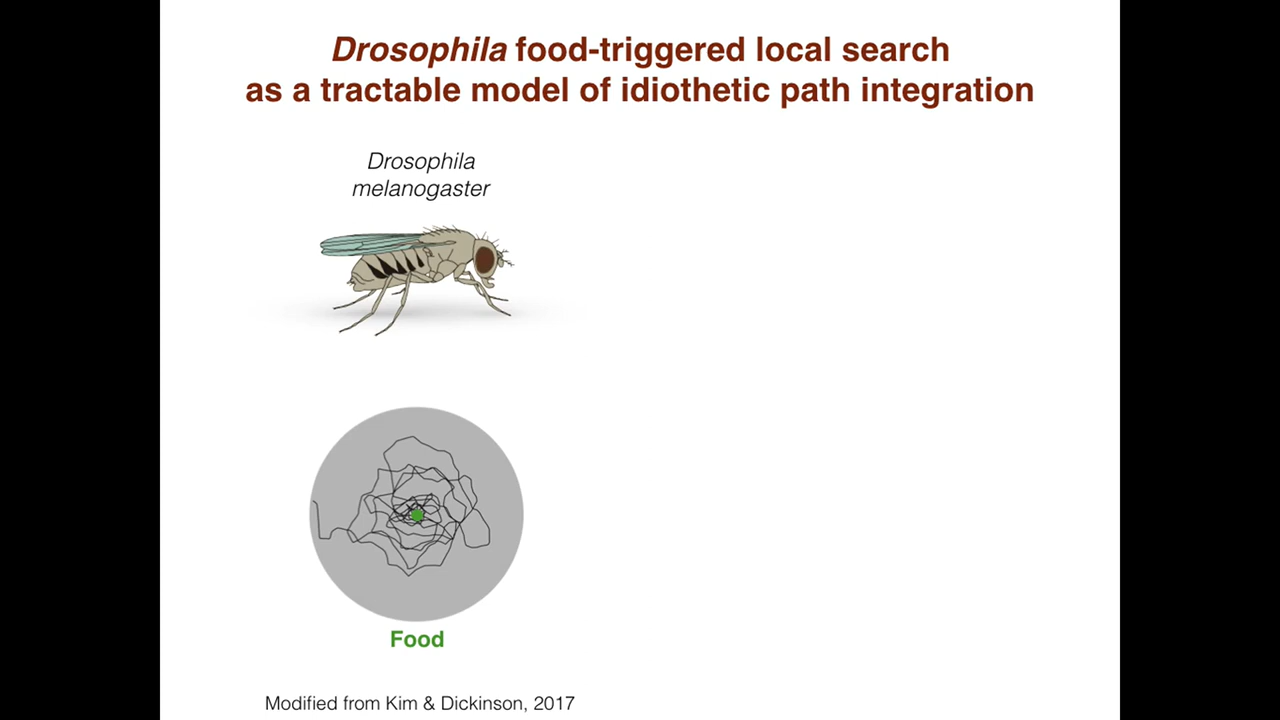 Drosophila food-triggered local search
as a tractable model of idiothetic path integration
Drosophila
melanogaster
Food
Modified from Kim & Dickinson, 2017